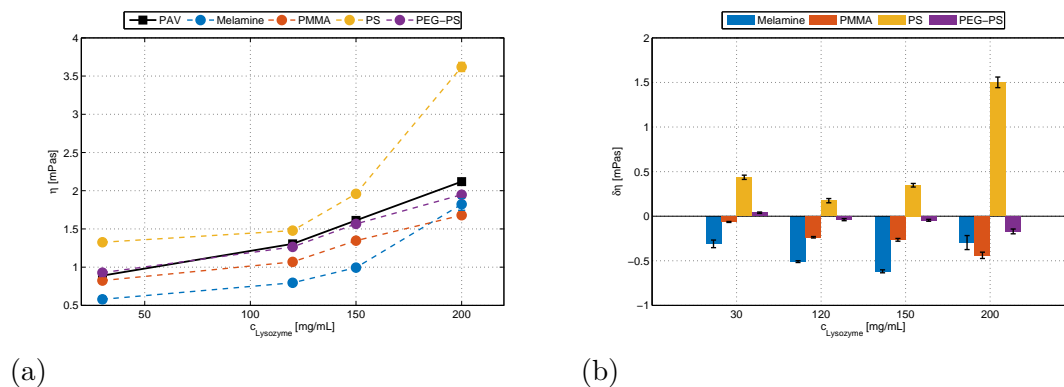 PAV Melamine PMMA PS PEG−PS
4
3.5
3
2.5
2
1.5
1
0.5
η [mPas]
50 100 150 200
c_Lysozyme [mg/mL]
(a)
Melamine PMMA PS PEG−PS
2
1.5
1
0.5
0
−0.5
−1
δη [mPas]
30 120 150 200
c_Lysozyme [mg/mL]
(b)